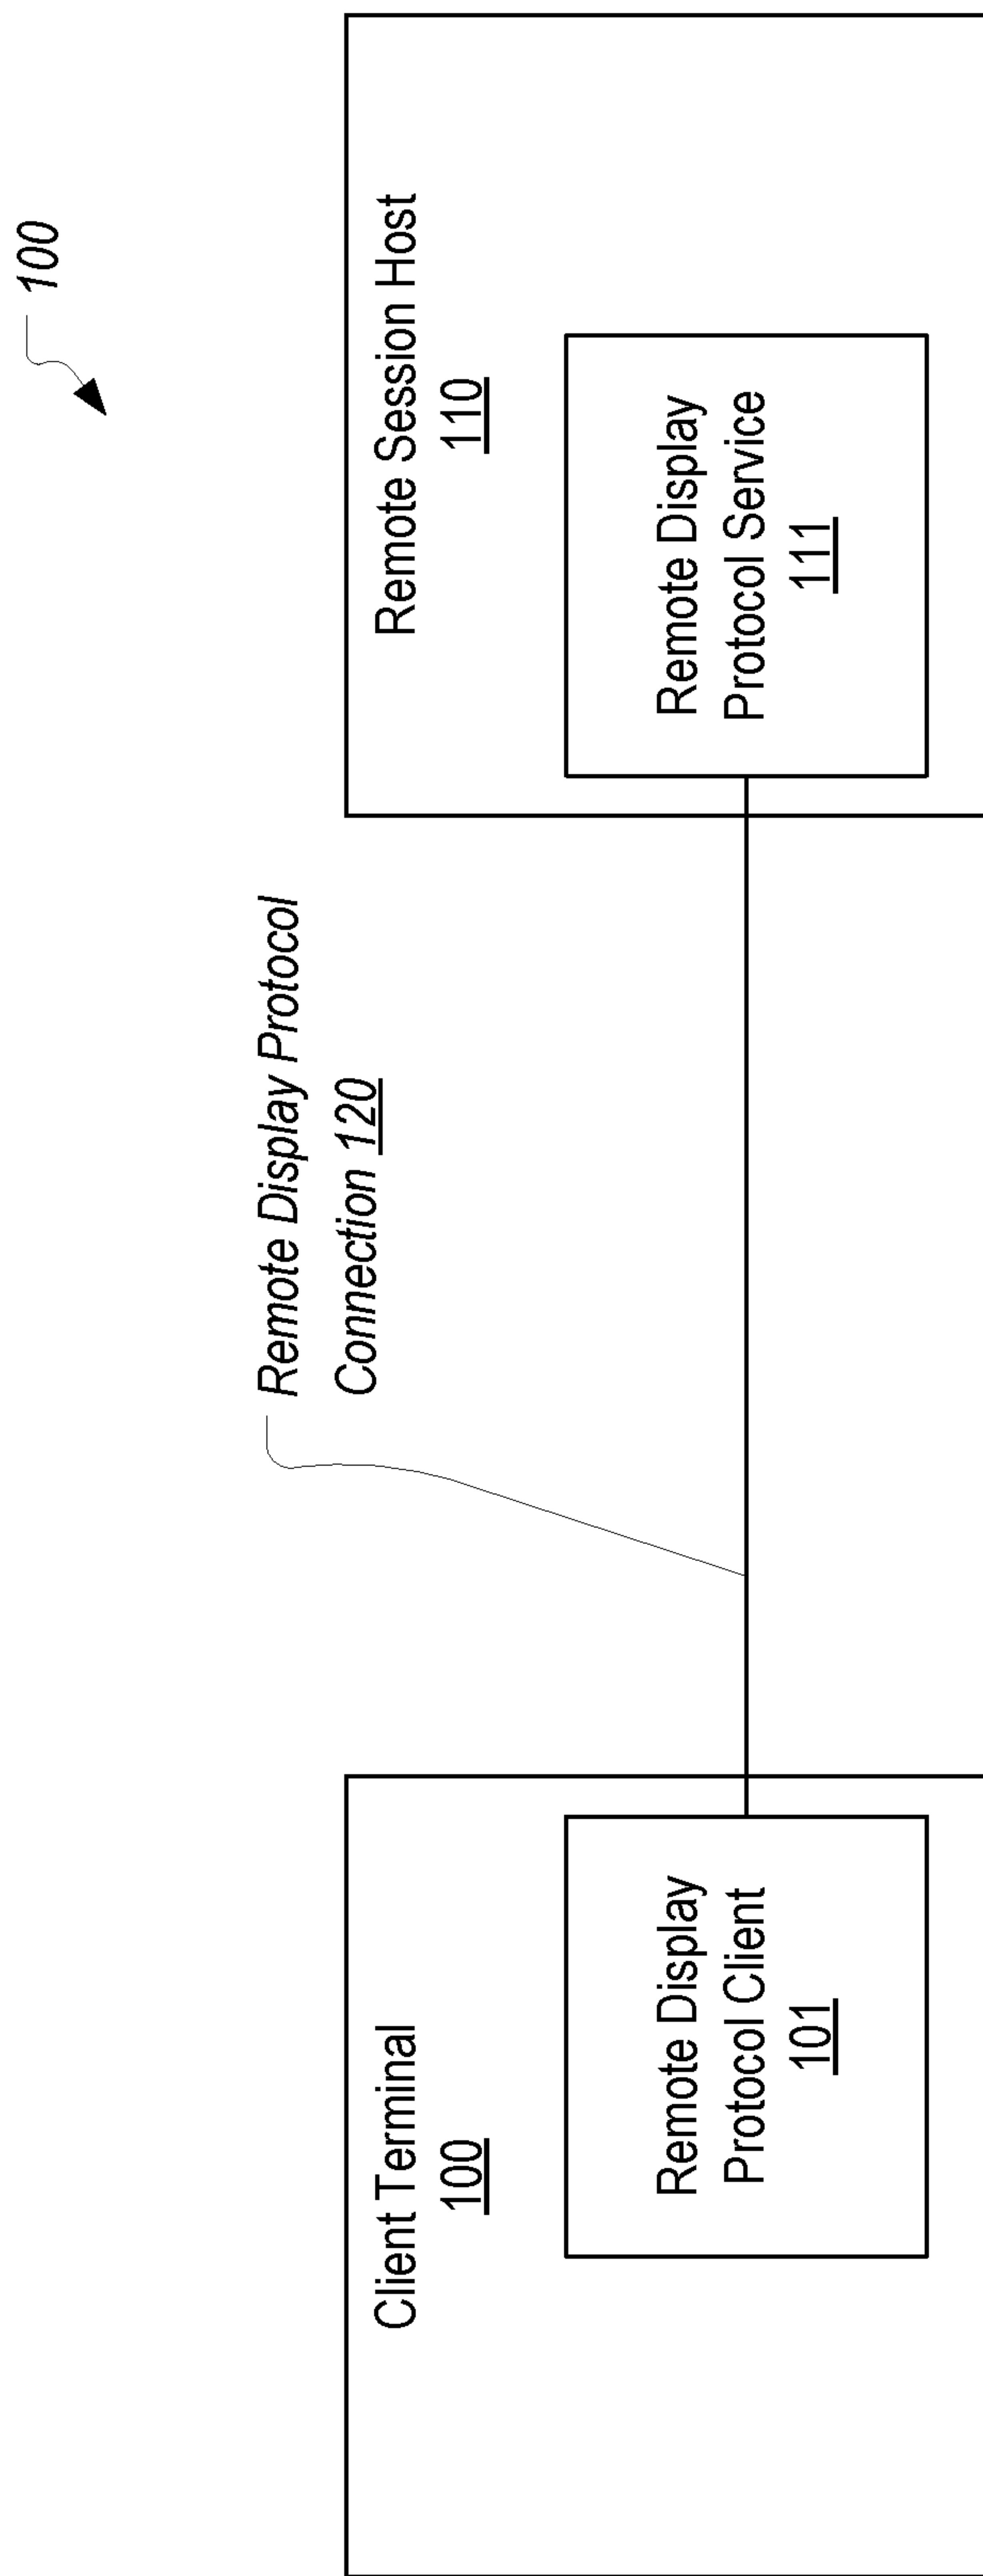 100
Remote Display Protocol
Connection 120
Client Terminal
100
Remote Display
Protocol Client
101
Remote Session Host
110
Remote Display
Protocol Service
111